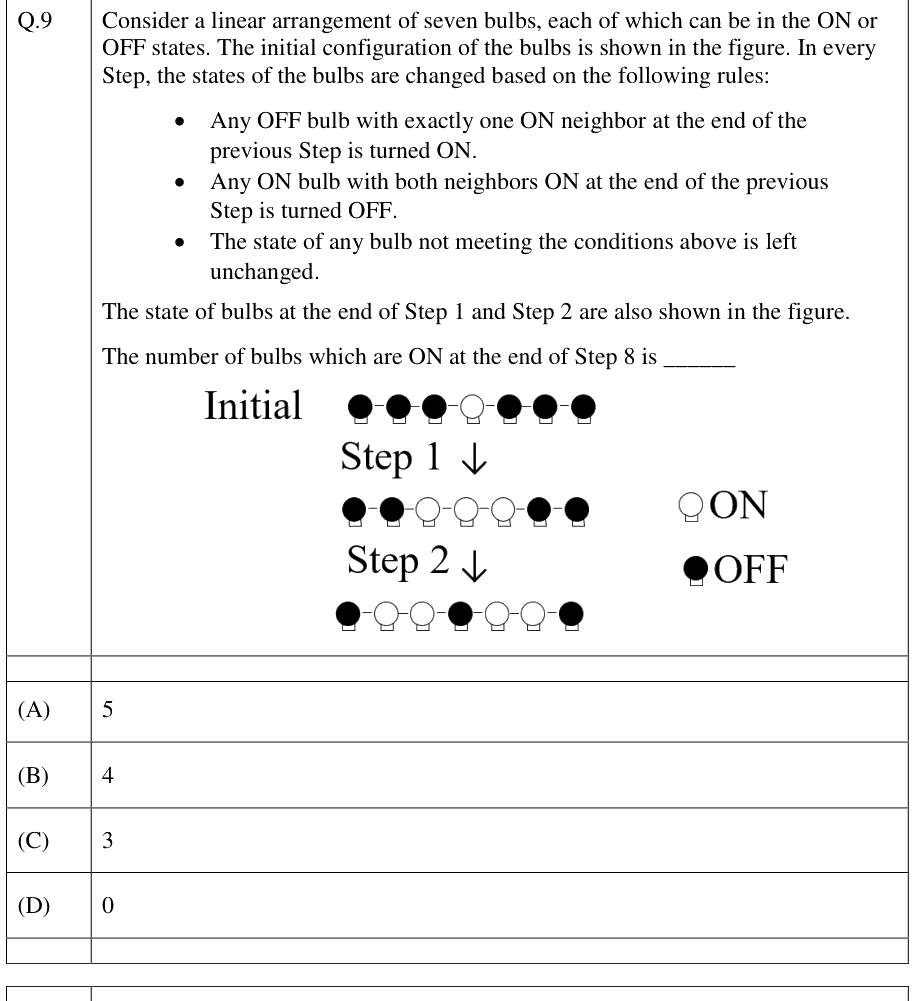 Q.9 Consider a linear arrangement of seven bulbs, each of which can be in the ON or
OFF states. The initial configuration of the bulbs is shown in the figure. In every
Step, the states of the bulbs are changed based on the following rules:
• Any OFF bulb with exactly one ON neighbor at the end of the
previous Step is turned ON.
• Any ON bulb with both neighbors ON at the end of the previous
Step is turned OFF.
• The state of any bulb not meeting the conditions above is left
unchanged.
The state of bulbs at the end of Step 1 and Step 2 are also shown in the figure.
The number of bulbs which are ON at the end of Step 8 is ______
Initial
Step 1 ↓
ON
Step 2 ↓
OFF
(A) 5
(B) 4
(C) 3
(D) 0